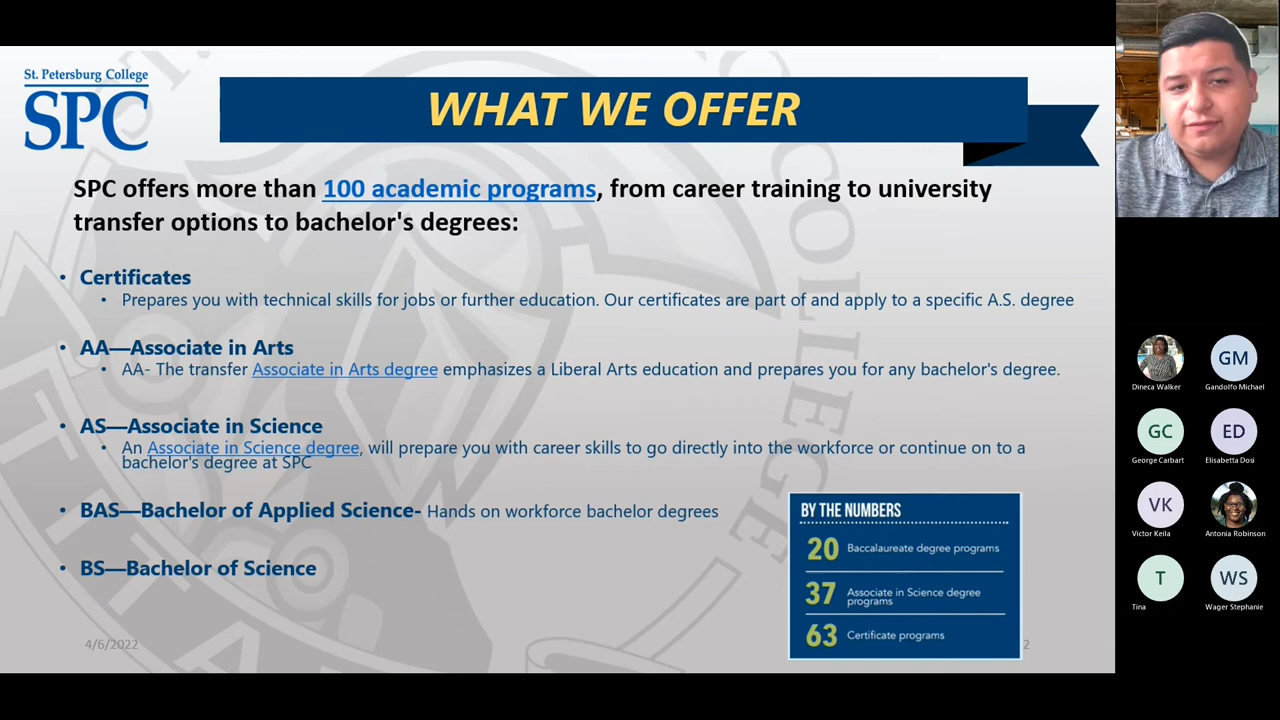 St. Petersburg College
SPC
WHAT WE OFFER
SPC offers more than 100 academic programs, from career training to university
transfer options to bachelor's degrees:
• Certificates
• Prepares you with technical skills for jobs or further education. Our certificates are part of and apply to a specific A.S. degree
• AA—Associate in Arts
• AA- The transfer Associate in Arts degree emphasizes a Liberal Arts education and prepares you for any bachelor's degree.
• AS—Associate in Science
• An Associate in Science degree, will prepare you with career skills to go directly into the workforce or continue on to a
bachelor's degree at SPC
• BAS—Bachelor of Applied Science- Hands on workforce bachelor degrees
• BS—Bachelor of Science
BY THE NUMBERS
20 Baccalaureate degree programs
37 Associate in Science degree
programs
63 Certificate programs
4/6/2022
2
COLLEGE
Dineca Walker
GM
Gandolfo Michael
GC
George Carbart
ED
Elisabetta Dosi
VK
Victor Keila
Antonia Robinson
T
Tina
WS
Wager Stephanie